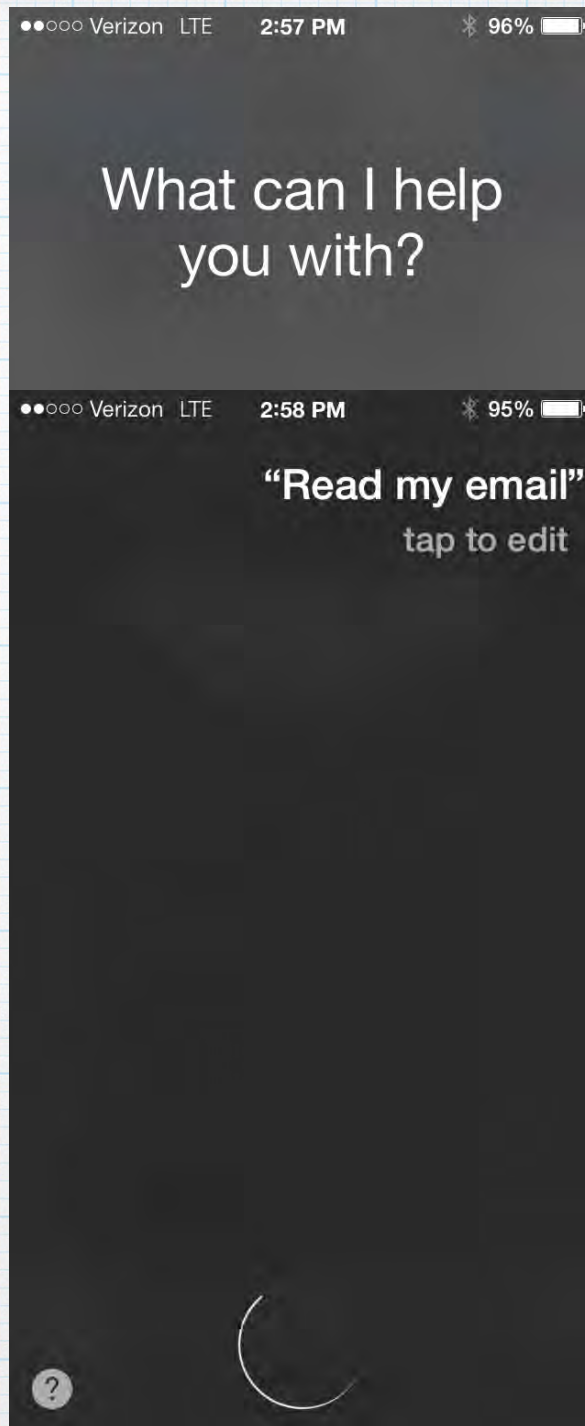 ●●○○○ Verizon LTE 2:57 PM 96%
What can I help
you with?
●●○○○ Verizon LTE 2:58 PM 95%
“Read my email”
tap to edit
?